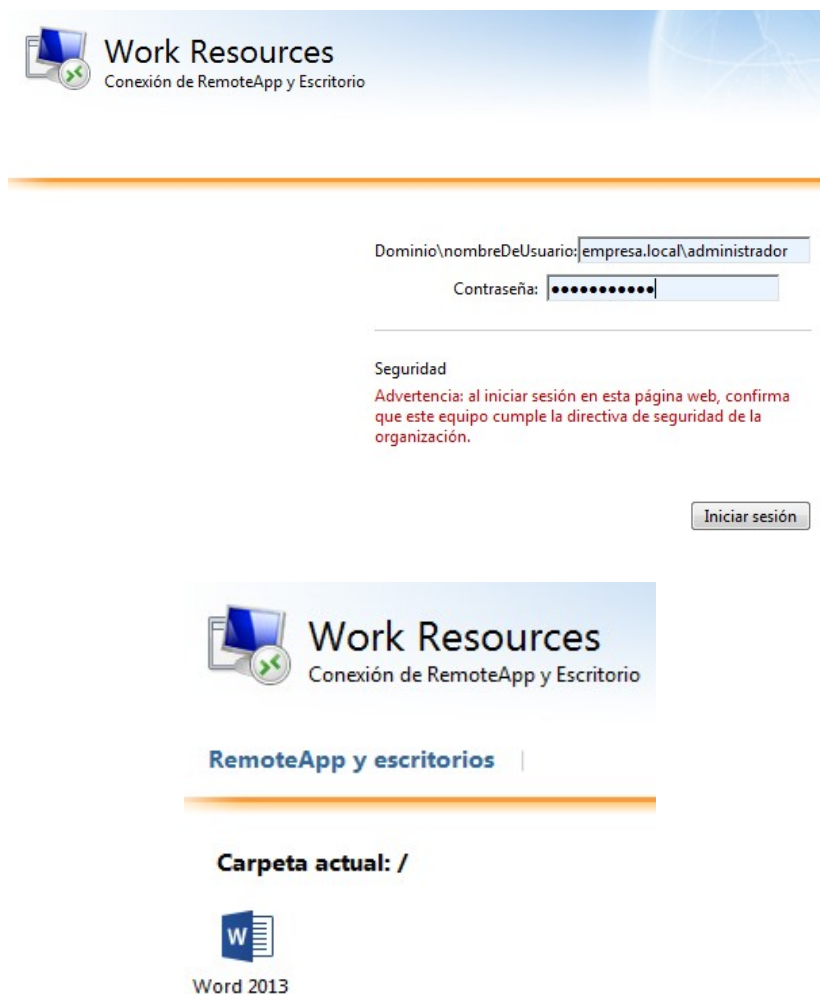 Work Resources
Conexión de RemoteApp y Escritorio
Dominio\nombreDeUsuario: empresa.local\administrador
Contraseña: •••••••••••
Seguridad
Advertencia: al iniciar sesión en esta página web, confirma
que este equipo cumple la directiva de seguridad de la
organización.
Iniciar sesión
Work Resources
Conexión de RemoteApp y Escritorio
RemoteApp y escritorios |
Carpeta actual: /
W
Word 2013